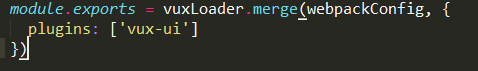 module.exports = vuxLoader.merge(webpackConfig, {
  plugins: ['vux-ui']
})